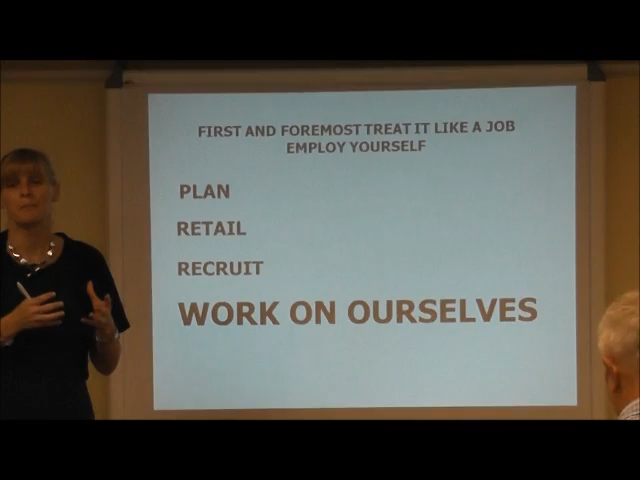 FIRST AND FOREMOST TREAT IT LIKE A JOB
EMPLOY YOURSELF
PLAN
RETAIL
RECRUIT
WORK ON OURSELVES